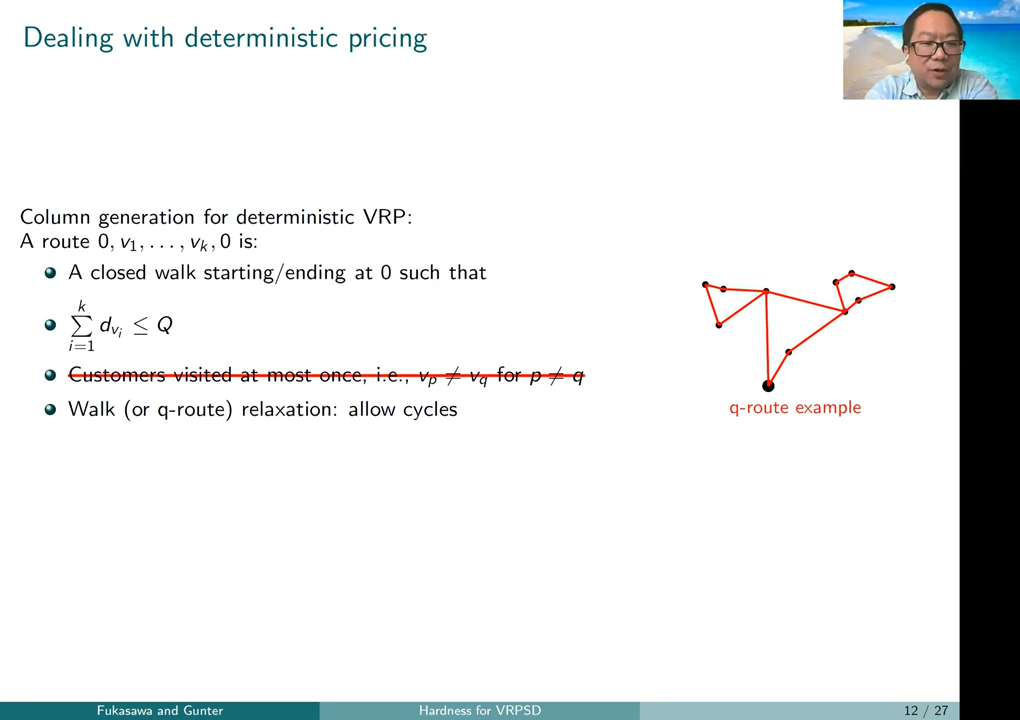 Dealing with deterministic pricing
Column generation for deterministic VRP:
A route 0, v₁, . . . , vₖ, 0 is:
A closed walk starting/ending at 0 such that
k
∑ d_{v_i} ≤ Q
i=1
Customers visited at most once, i.e., v_p ≠ v_q for p ≠ q
Walk (or q-route) relaxation: allow cycles
q-route example
Fukasawa and Gunter
Hardness for VRPSD
12 / 27